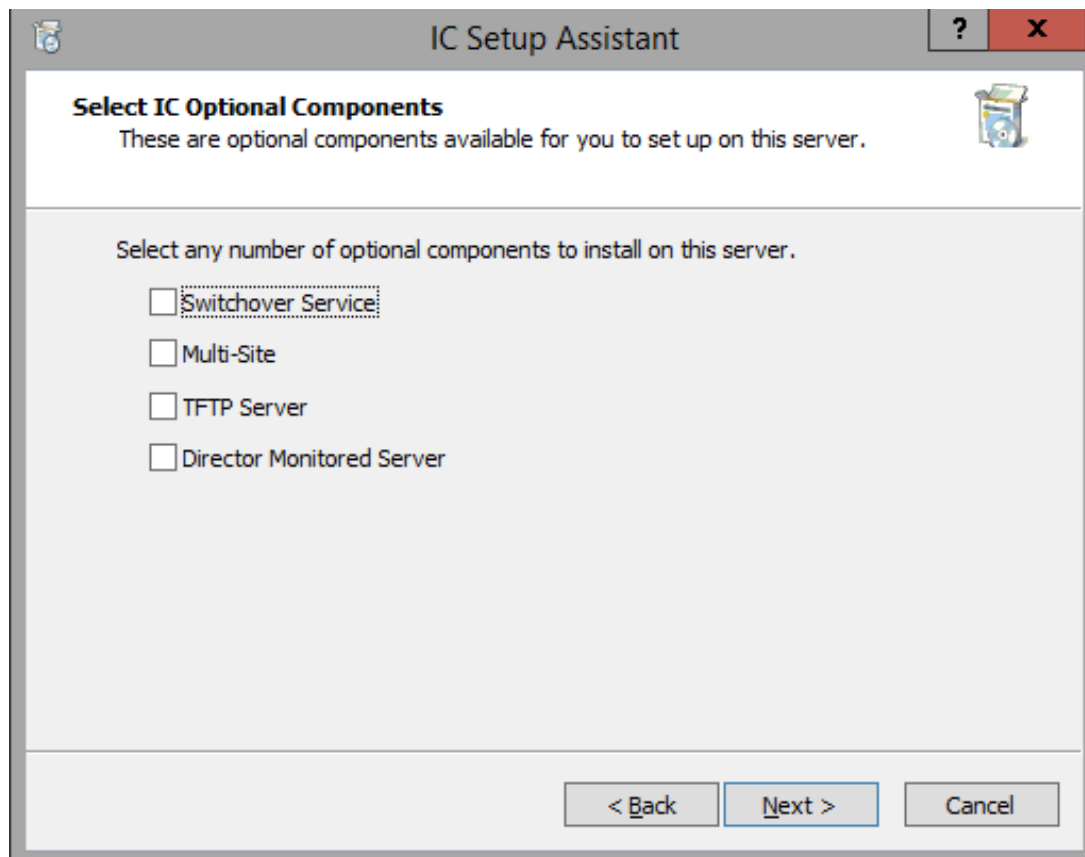 IC Setup Assistant
?
x
Select IC Optional Components
These are optional components available for you to set up on this server.
Select any number of optional components to install on this server.
Switchover Service
Multi-Site
TFTP Server
Director Monitored Server
< Back
Next >
Cancel